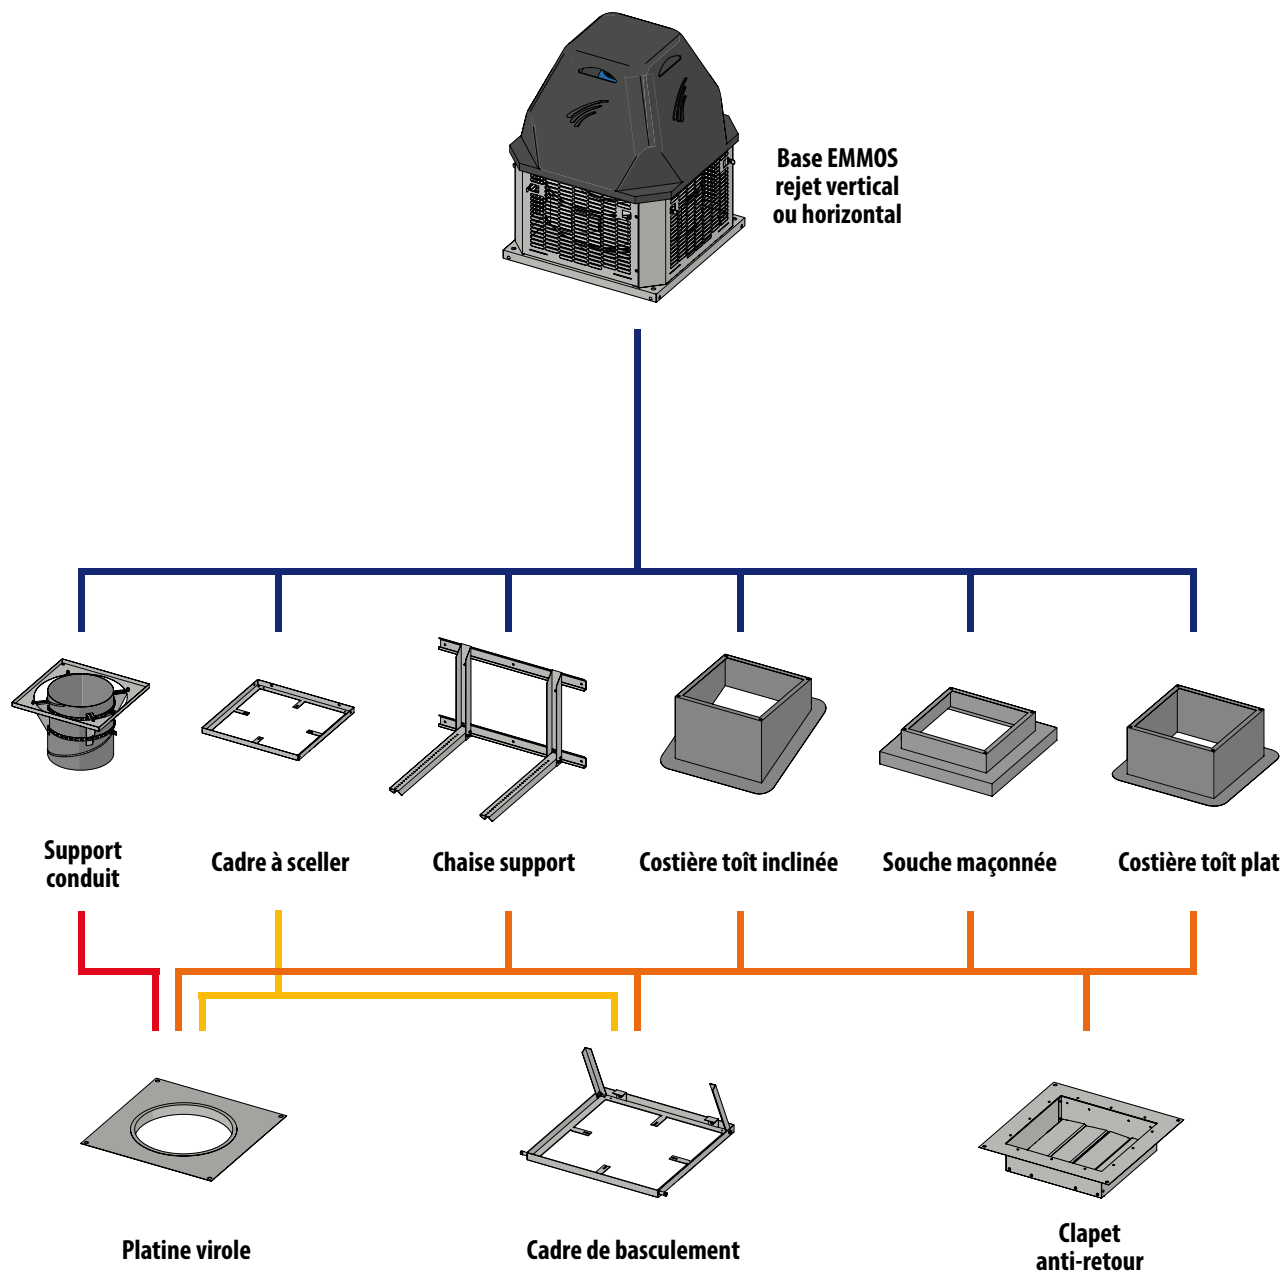 Base EMMOS
rejet vertical
ou horizontal
Support
conduit
Cadre à sceller
Chaise support
Costière toît inclinée
Souche maçonnée
Costière toît plat
Platine virole
Cadre de basculement
Clapet
anti-retour